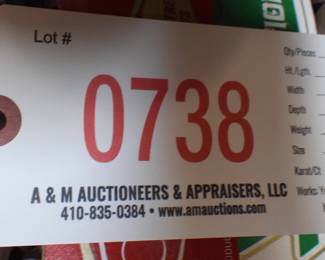 Lot #
0738
A & M AUCTIONEERS & APPRAISERS, LLC
410-835-0384 • www.amauctions.com
Qty/Pieces
Ht./Lgth.
Width
Depth
Weight
Size
Karat/Ct
Works: